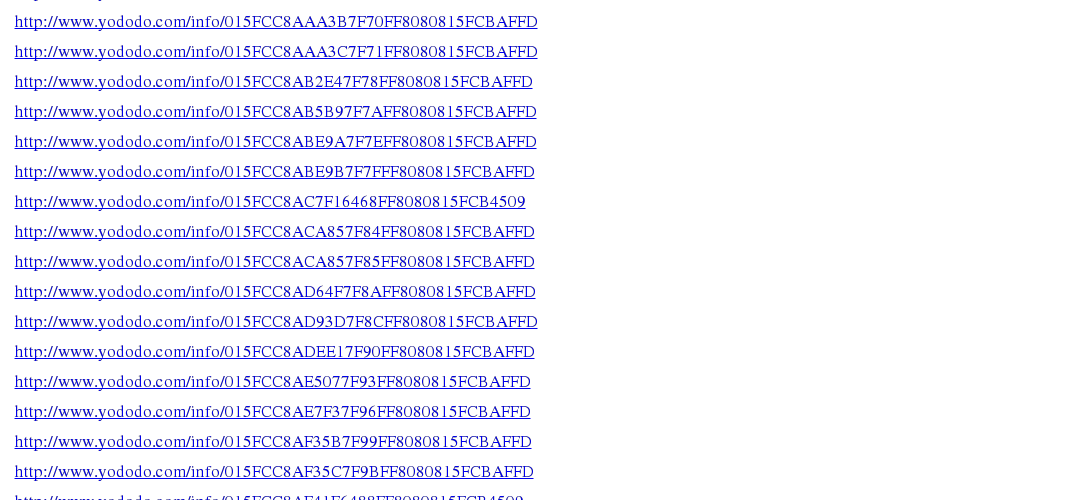 http://www.yododo.com/info/015FCC8AAA3B7F70FF8080815FCBAFFD
http://www.yododo.com/info/015FCC8AAA3C7F71FF8080815FCBAFFD
http://www.yododo.com/info/015FCC8AB2E47F78FF8080815FCBAFFD
http://www.yododo.com/info/015FCC8AB5B97F7AFF8080815FCBAFFD
http://www.yododo.com/info/015FCC8ABE9A7F7EFF8080815FCBAFFD
http://www.yododo.com/info/015FCC8ABE9B7F7FFF8080815FCBAFFD
http://www.yododo.com/info/015FCC8AC7F16468FF8080815FCB4509
http://www.yododo.com/info/015FCC8ACA857F84FF8080815FCBAFFD
http://www.yododo.com/info/015FCC8ACA857F85FF8080815FCBAFFD
http://www.yododo.com/info/015FCC8AD64F7F8AFF8080815FCBAFFD
http://www.yododo.com/info/015FCC8AD93D7F8CFF8080815FCBAFFD
http://www.yododo.com/info/015FCC8ADEE17F90FF8080815FCBAFFD
http://www.yododo.com/info/015FCC8AE5077F93FF8080815FCBAFFD
http://www.yododo.com/info/015FCC8AE7F37F96FF8080815FCBAFFD
http://www.yododo.com/info/015FCC8AF35B7F99FF8080815FCBAFFD
http://www.yododo.com/info/015FCC8AF35C7F9BFF8080815FCBAFFD